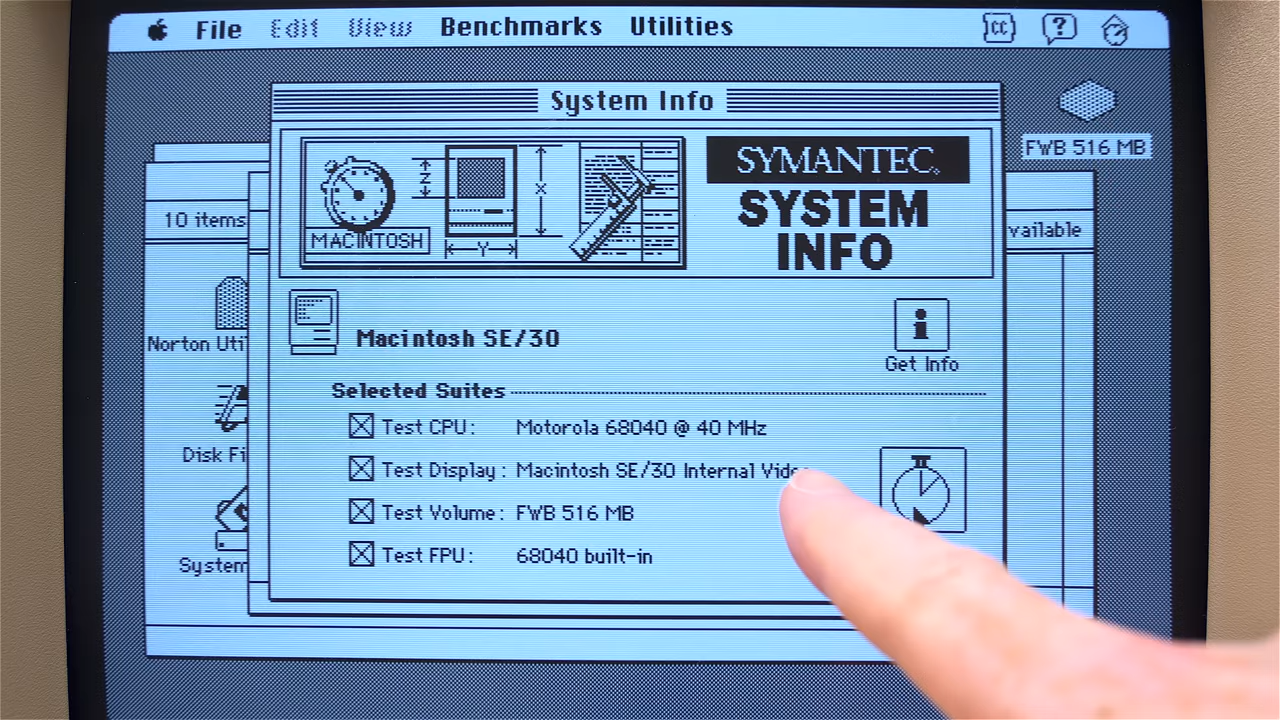 File Edit View Benchmarks Utilities
System Info
FWB 516 MB
Z
X
Y
MACINTOSH
SYMANTEC.
SYSTEM
INFO
10 items
vailable
Norton Uti
Disk Fi
System
Macintosh SE/30
i
Get Info
Selected Suites
Test CPU: Motorola 68040 @ 40 MHz
Test Display: Macintosh SE/30 Internal Vide
Test Volume: FWB 516 MB
Test FPU: 68040 built-in
CC
?